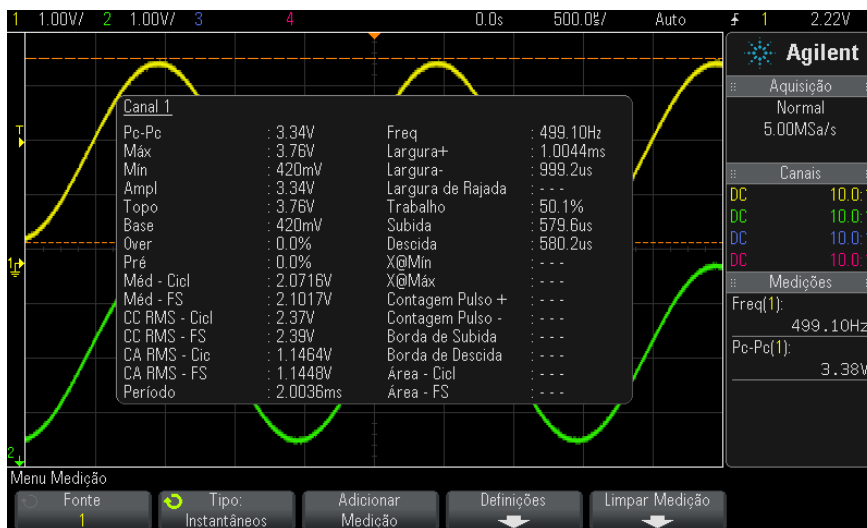 1 1.00V/ 2 1.00V/ 3 4 0.0s 500.0us/ Auto 1 2.22V
Agilent
Aquisição
Normal
5.00MSa/s
Canais
DC 10.0:
DC 10.0:
DC 10.0:
DC 10.0:
Medições
Freq(1):
499.10Hz
Pc-Pc(1):
3.38V
T
1
2
Canal 1
Pc-Pc : 3.34V Freq : 499.10Hz
Máx : 3.76V Largura+ : 1.0044ms
Mín : 420mV Largura- : 999.2us
Ampl : 3.34V Largura de Rajada : - - -
Topo : 3.76V Trabalho : 50.1%
Base : 420mV Subida : 579.6us
Over : 0.0% Descida : 580.2us
Pré : 0.0% X@Mín : - - -
Méd - Cicl : 2.0716V X@Máx : - - -
Méd - FS : 2.1017V Contagem Pulso + : - - -
CC RMS - Cicl : 2.37V Contagem Pulso - : - - -
CC RMS - FS : 2.39V Borda de Subida : - - -
CA RMS - Cic : 1.1464V Borda de Descida : - - -
CA RMS - FS : 1.1448V Área - Cicl : - - -
Período : 2.0036ms Área - FS : - - -
Menu Medição
Fonte
1
Tipo:
Instantâneos
Adicionar
Medição
Definições
Limpar Medição